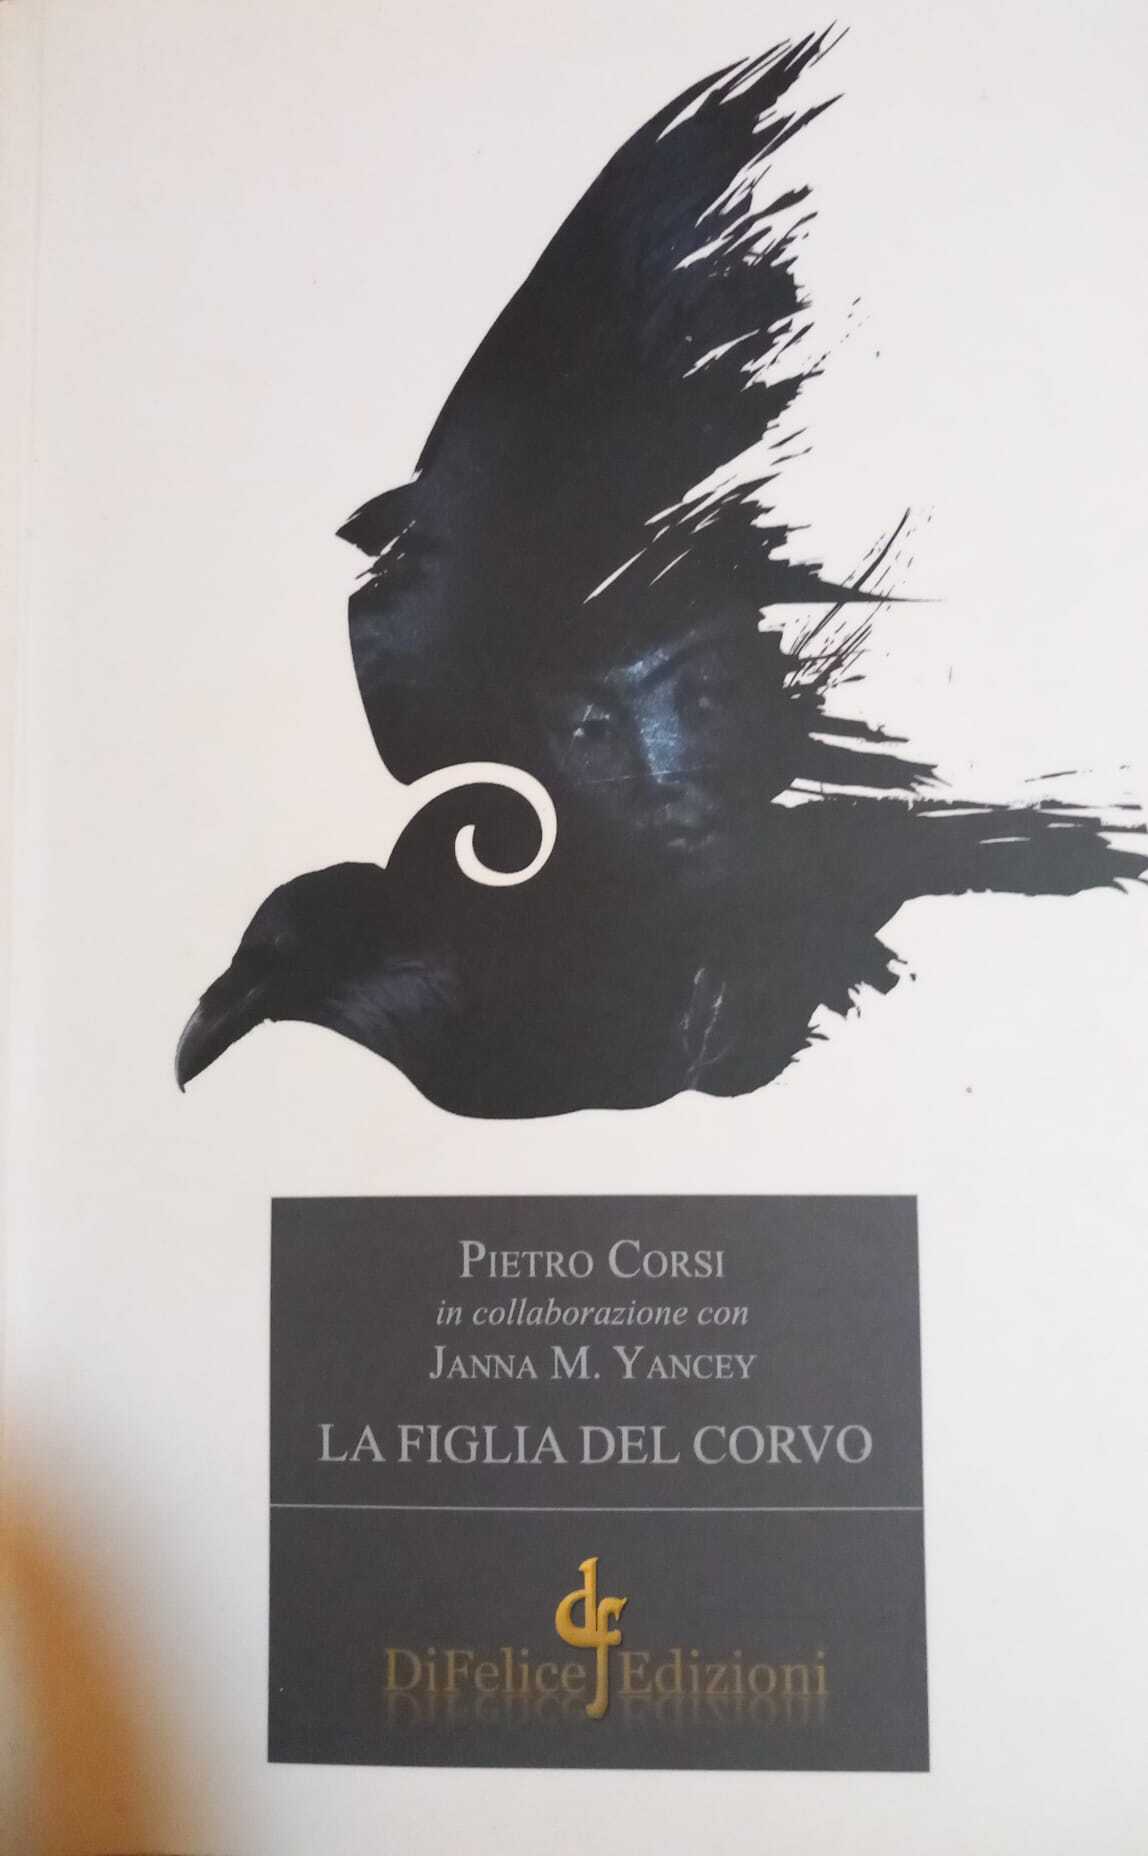 PIETRO CORSI
in collaborazione con
JANNA M. YANCEY
LA FIGLIA DEL CORVO
df
DiFelice Edizioni